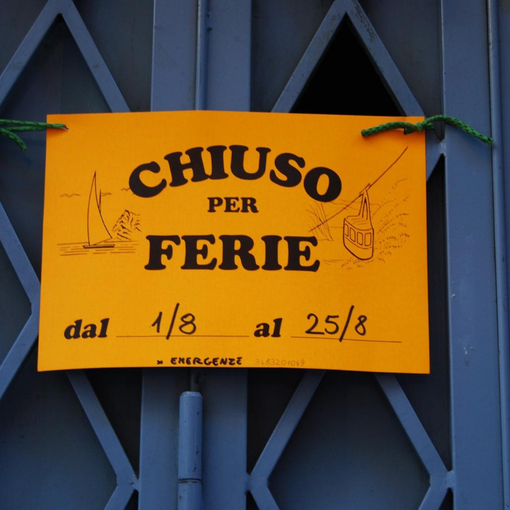 CHIUSO
PER
FERIE
dal 1/8 al 25/8
x EMERGENZE